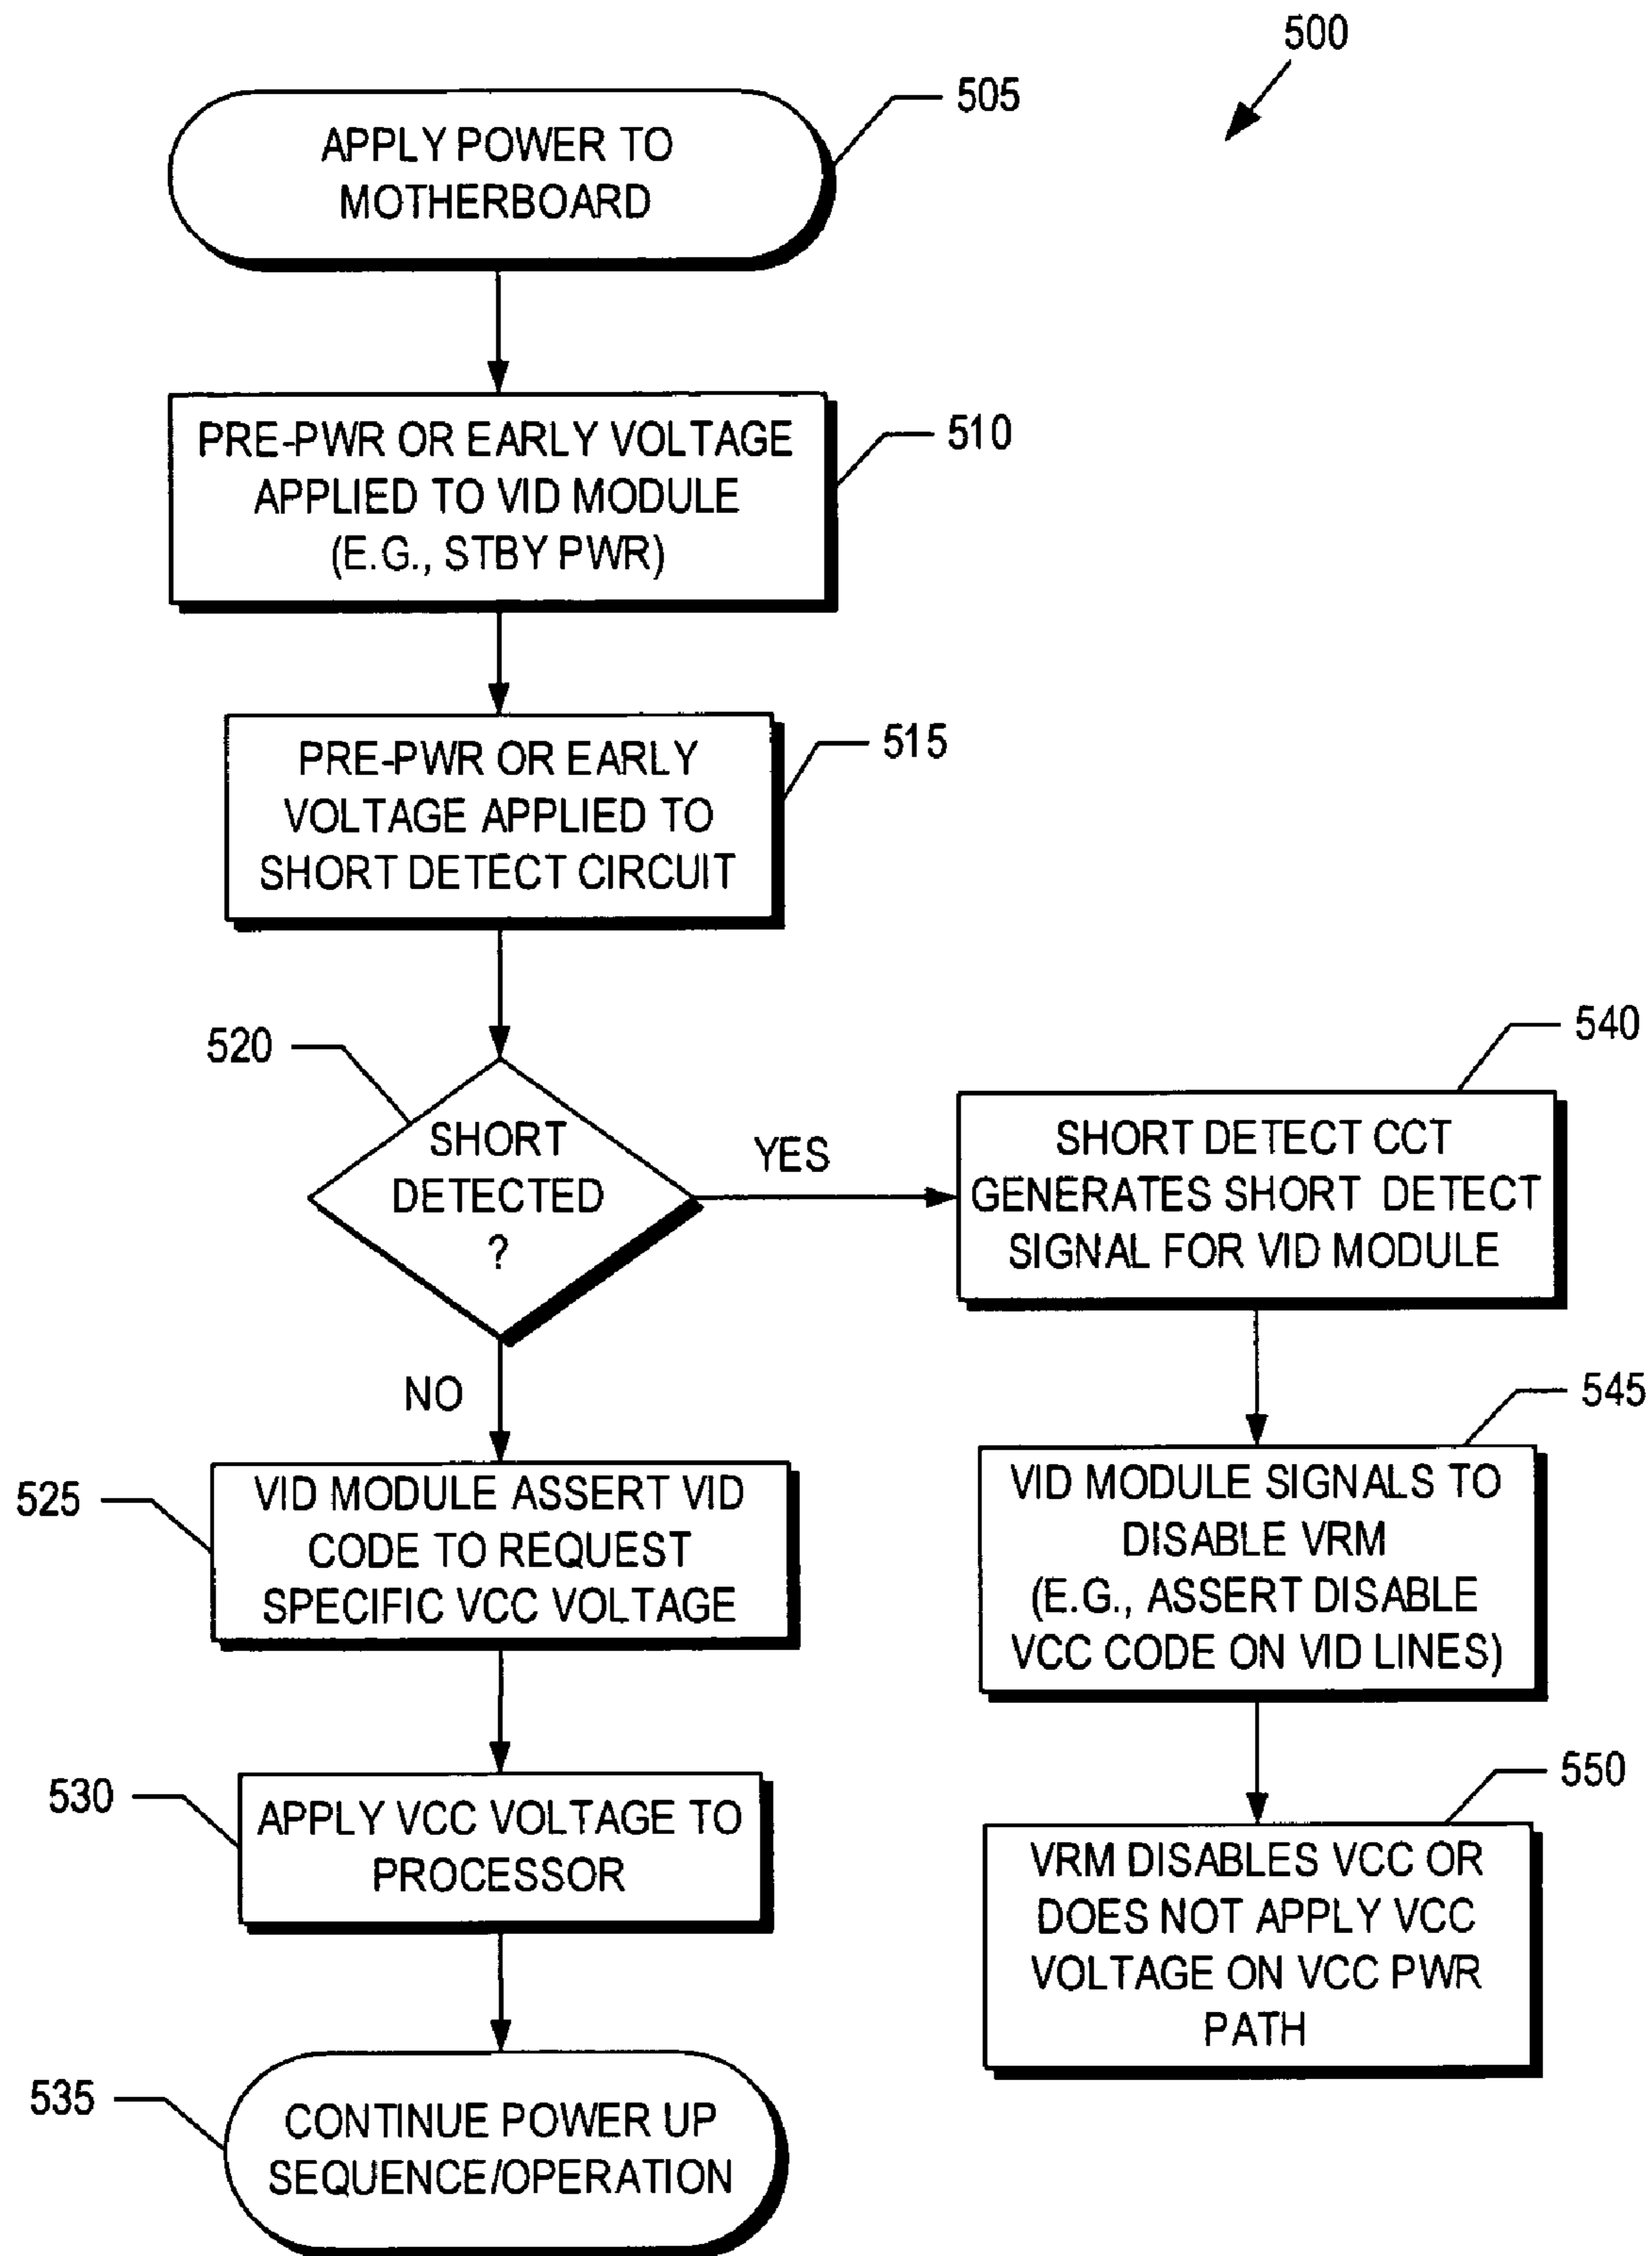 500
505
APPLY POWER TO
MOTHERBOARD
PRE-PWR OR EARLY VOLTAGE
APPLIED TO VID MODULE
(E.G., STBY PWR)
510
PRE-PWR OR EARLY
VOLTAGE APPLIED TO
SHORT DETECT CIRCUIT
515
520
SHORT
DETECTED
?
YES
NO
540
SHORT DETECT CCT
GENERATES SHORT DETECT
SIGNAL FOR VID MODULE
525
VID MODULE ASSERT VID
CODE TO REQUEST
SPECIFIC VCC VOLTAGE
545
VID MODULE SIGNALS TO
DISABLE VRM
(E.G., ASSERT DISABLE
VCC CODE ON VID LINES)
530
APPLY VCC VOLTAGE TO
PROCESSOR
550
VRM DISABLES VCC OR
DOES NOT APPLY VCC
VOLTAGE ON VCC PWR
PATH
535
CONTINUE POWER UP
SEQUENCE/OPERATION